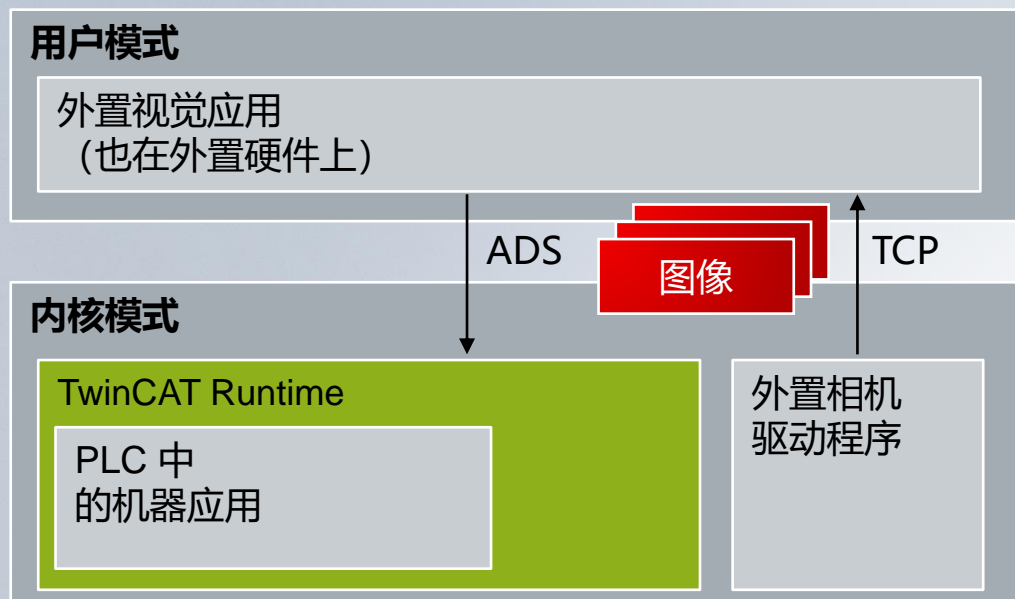 用户模式
外置视觉应用
（也在外置硬件上）
ADS
图像
TCP
内核模式
TwinCAT Runtime
PLC 中
的机器应用
外置相机
驱动程序